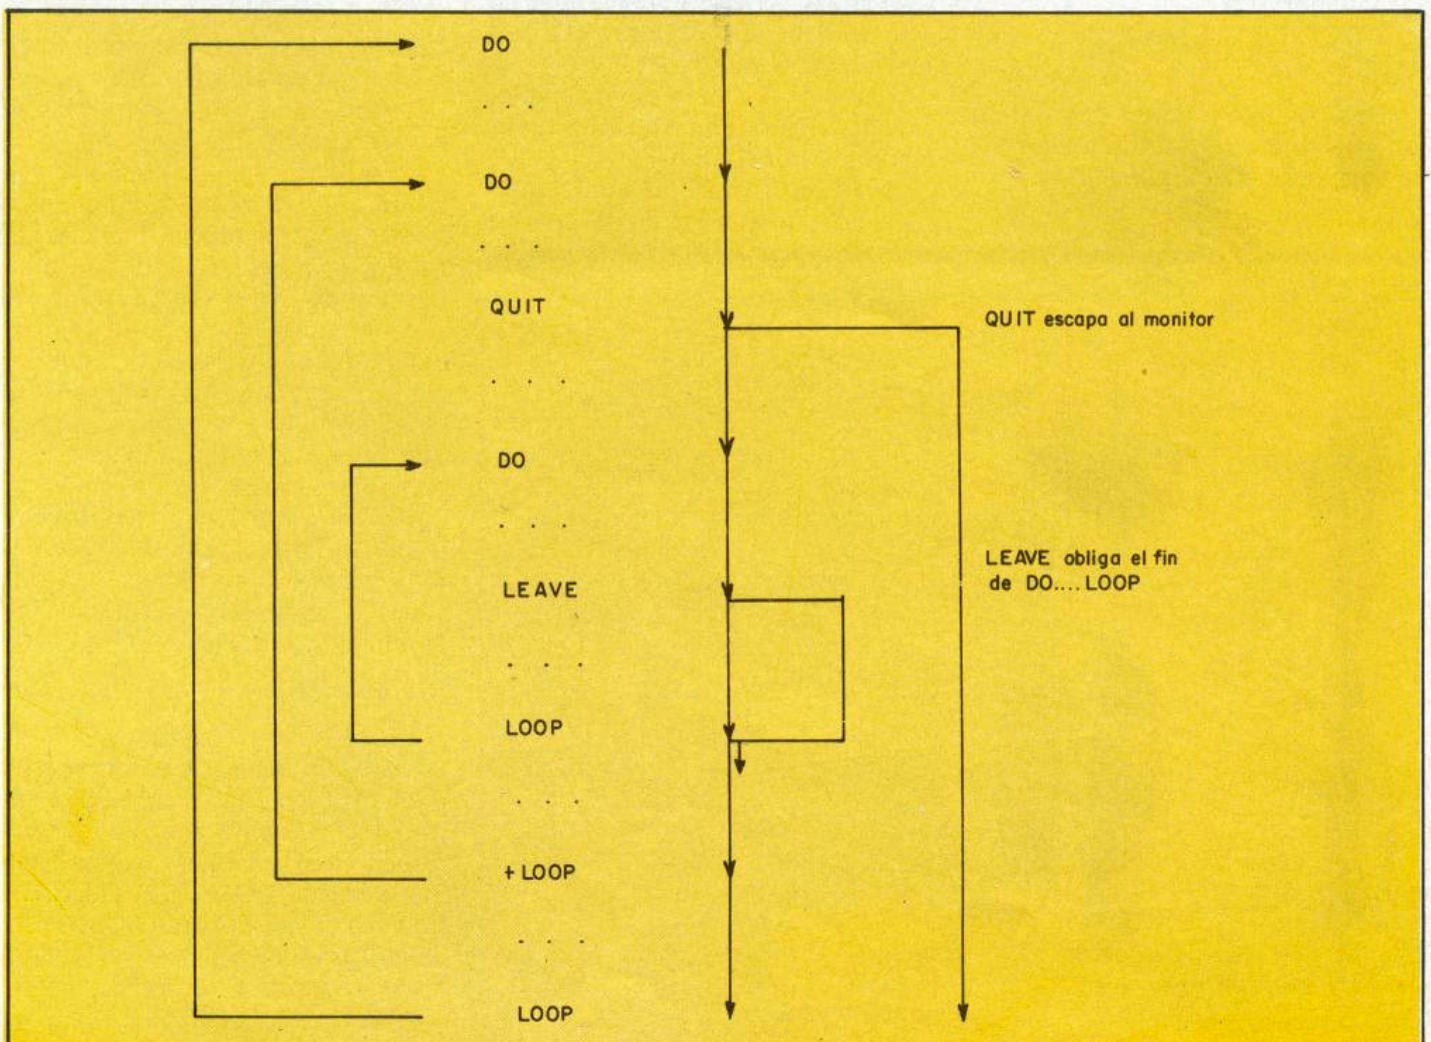 DO
. . .
DO
. . .
QUIT
QUIT escapa al monitor
. . .
DO
. . .
LEAVE
LEAVE obliga el fin
de DO....LOOP
. . .
LOOP
. . .
+LOOP
. . .
LOOP